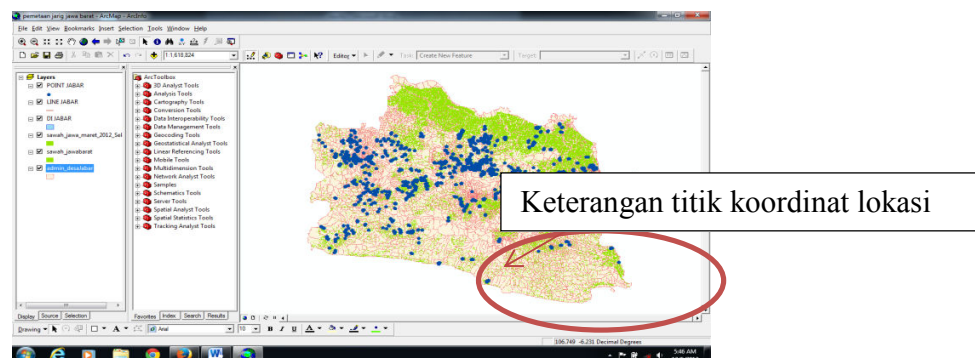 pemetaan jarig jawa barat - ArcMap - ArcInfo
File Edit View Bookmarks Insert Selection Tools Window Help
1:1,618,824
Editor
Task: Create New Feature
Target:
Layers
POINT JABAR
LINE JABAR
DI JABAR
sawah_jawa_maret_2012_Sel
sawah_jawabarat
admin_desaJabar
ArcToolbox
3D Analyst Tools
Analysis Tools
Cartography Tools
Conversion Tools
Data Interoperability Tools
Data Management Tools
Geocoding Tools
Geostatistical Analyst Tools
Linear Referencing Tools
Mobile Tools
Multidimension Tools
Network Analyst Tools
Samples
Schematics Tools
Server Tools
Spatial Analyst Tools
Spatial Statistics Tools
Tracking Analyst Tools
Keterangan titik koordinat lokasi
Display Source Selection
Favorites Index Search Results
Drawing
Arial
10
B I U A
106.749 -6.231 Decimal Degrees
5:46 AM